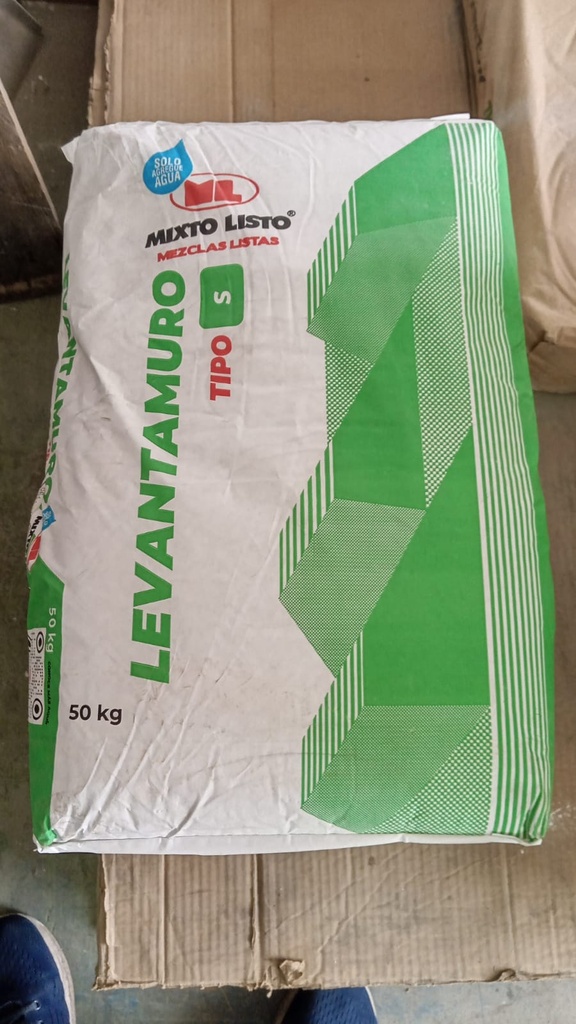 SOLO
AGREGUE
AGUA
ML
MIXTO LISTO®
MEZCLAS LISTAS
LEVANTAMURO
TIPO S
50 kg
LEVANTAMURO
50 kg